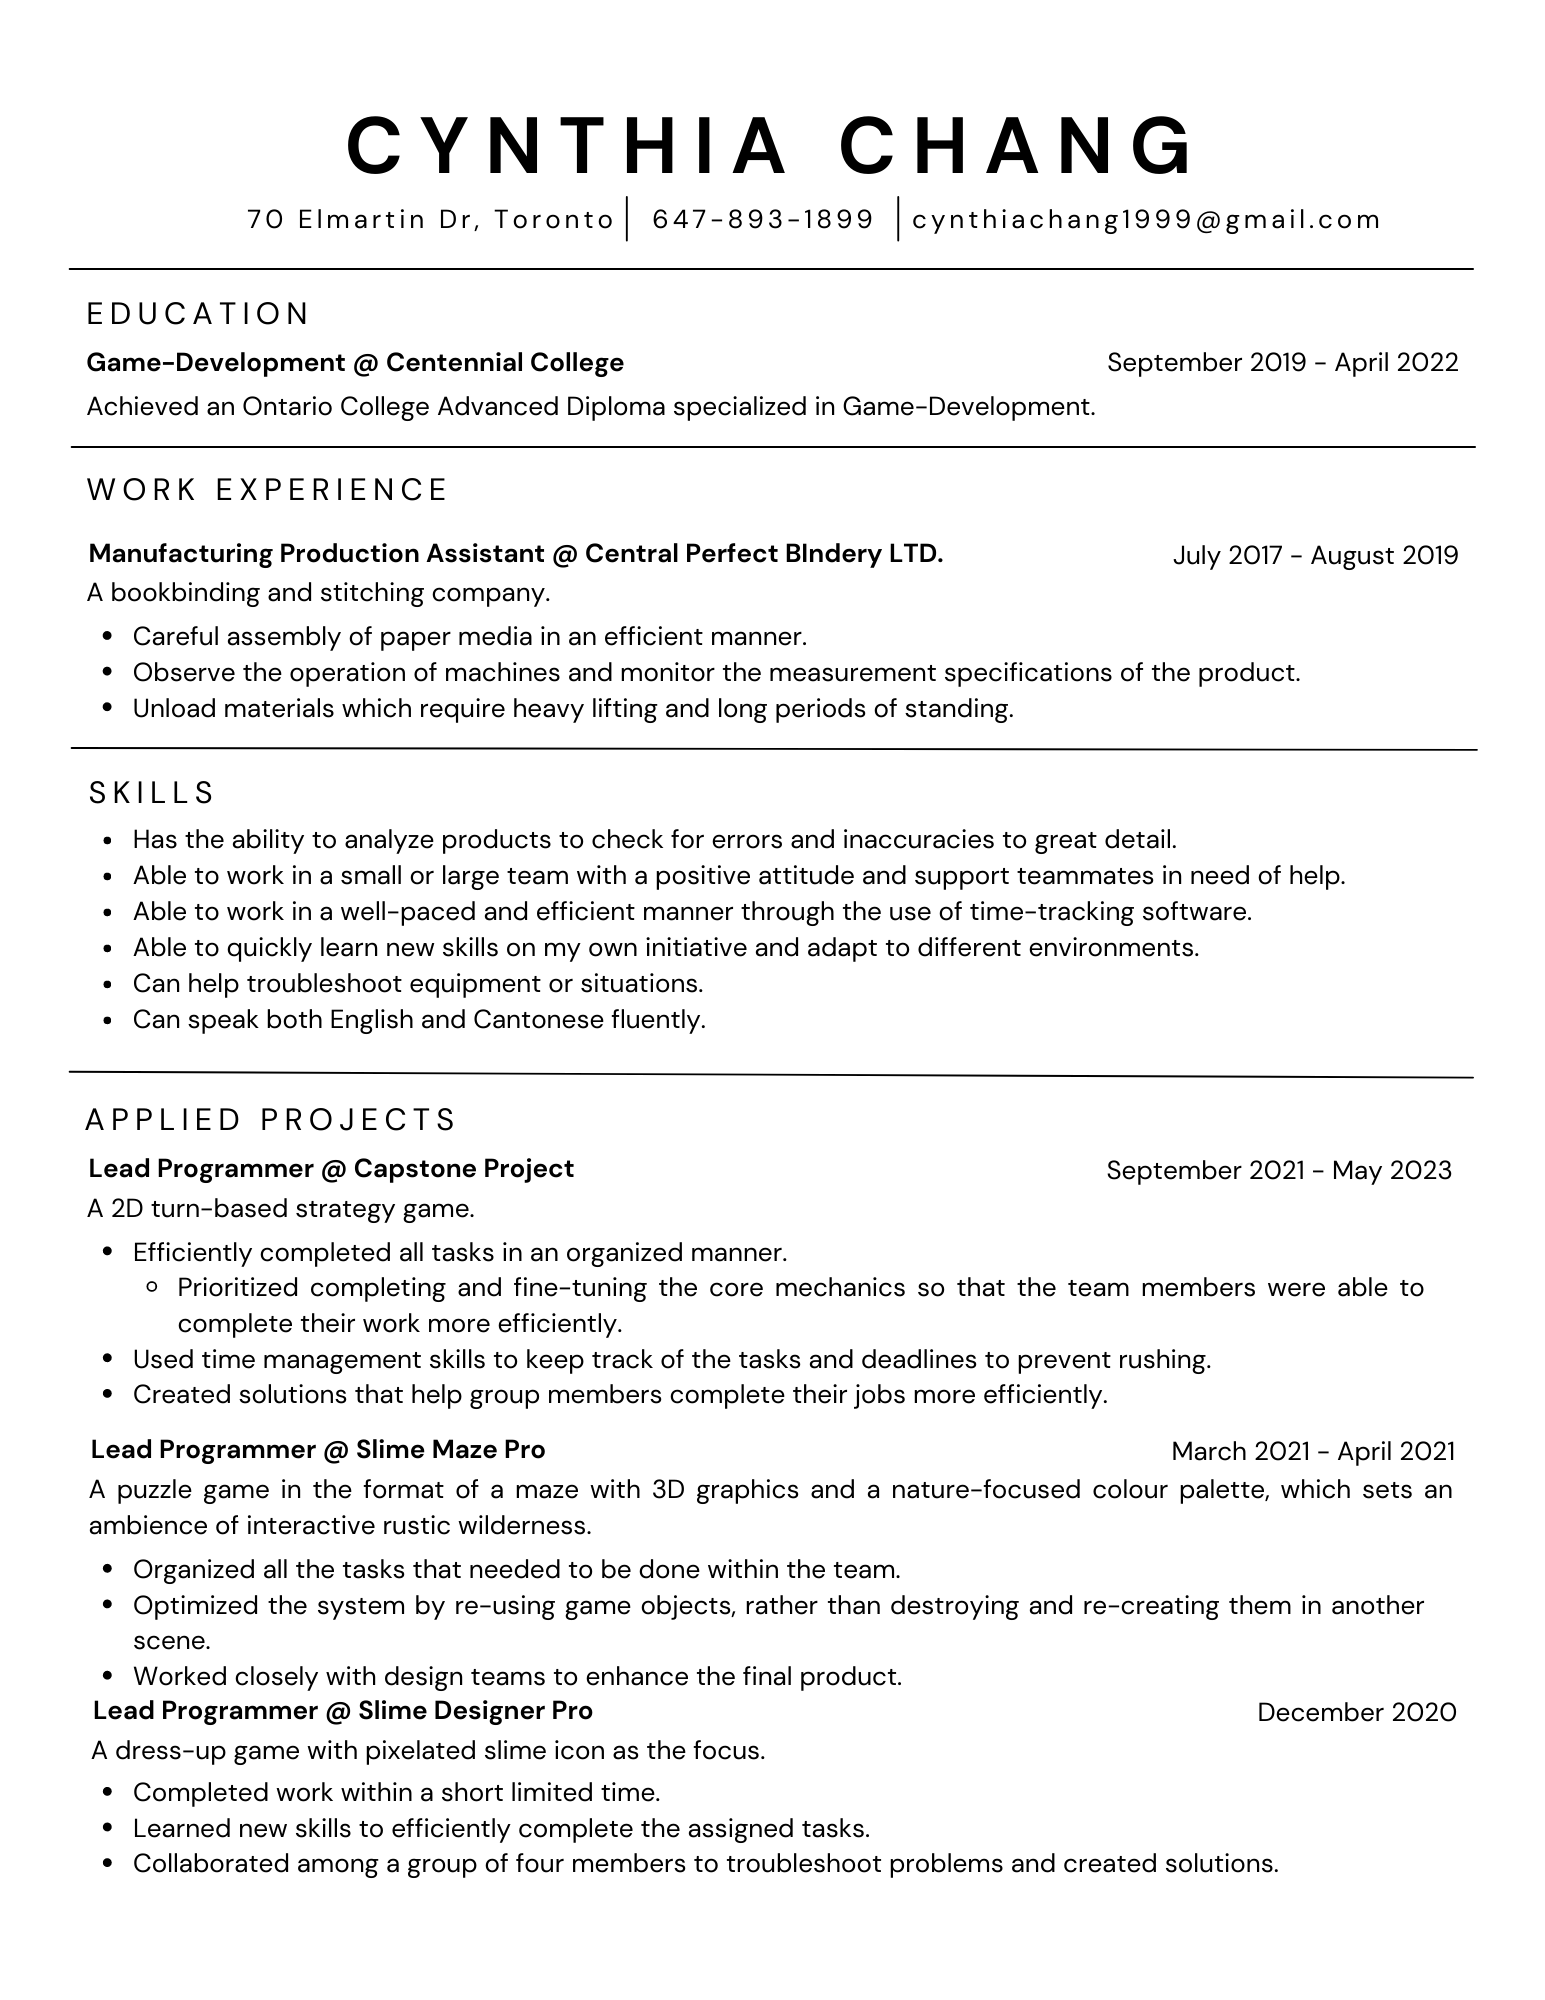 CYNTHIA CHANG
70 Elmartin Dr, Toronto 647-893-1899 cynthiachang1999@gmail.com
EDUCATION
Game-Development @ Centennial College September 2019 - April 2022
Achieved an Ontario College Advanced Diploma specialized in Game-Development.
WORK EXPERIENCE
Manufacturing Production Assistant @ Central Perfect BIndery LTD. July 2017 - August 2019
A bookbinding and stitching company.
• Careful assembly of paper media in an efficient manner.
• Observe the operation of machines and monitor the measurement specifications of the product.
• Unload materials which require heavy lifting and long periods of standing.
SKILLS
• Has the ability to analyze products to check for errors and inaccuracies to great detail.
• Able to work in a small or large team with a positive attitude and support teammates in need of help.
• Able to work in a well-paced and efficient manner through the use of time-tracking software.
• Able to quickly learn new skills on my own initiative and adapt to different environments.
• Can help troubleshoot equipment or situations.
• Can speak both English and Cantonese fluently.
APPLIED PROJECTS
Lead Programmer @ Capstone Project September 2021 - May 2023
A 2D turn-based strategy game.
• Efficiently completed all tasks in an organized manner.
◦ Prioritized completing and fine-tuning the core mechanics so that the team members were able to
complete their work more efficiently.
• Used time management skills to keep track of the tasks and deadlines to prevent rushing.
• Created solutions that help group members complete their jobs more efficiently.
Lead Programmer @ Slime Maze Pro March 2021 - April 2021
A puzzle game in the format of a maze with 3D graphics and a nature-focused colour palette, which sets an
ambience of interactive rustic wilderness.
• Organized all the tasks that needed to be done within the team.
• Optimized the system by re-using game objects, rather than destroying and re-creating them in another
scene.
• Worked closely with design teams to enhance the final product.
Lead Programmer @ Slime Designer Pro December 2020
A dress-up game with pixelated slime icon as the focus.
• Completed work within a short limited time.
• Learned new skills to efficiently complete the assigned tasks.
• Collaborated among a group of four members to troubleshoot problems and created solutions.